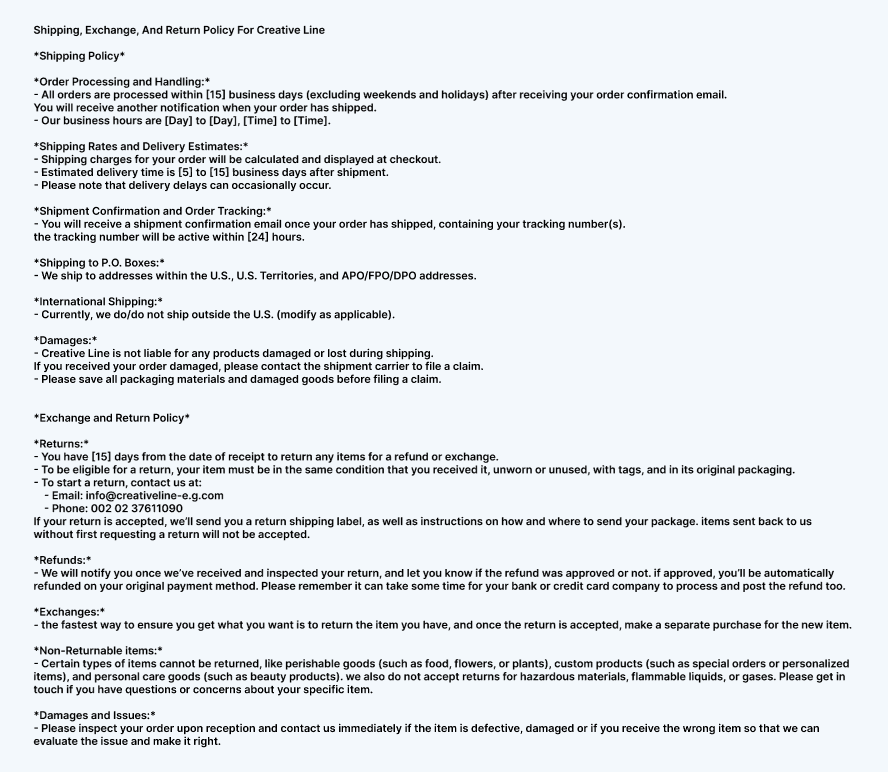 Shipping, Exchange, And Return Policy For Creative Line
*Shipping Policy*
*Order Processing and Handling:*
- All orders are processed within [15] business days (excluding weekends and holidays) after receiving your order confirmation email.
You will receive another notification when your order has shipped.
- Our business hours are [Day] to [Day], [Time] to [Time].
*Shipping Rates and Delivery Estimates:*
- Shipping charges for your order will be calculated and displayed at checkout.
- Estimated delivery time is [5] to [15] business days after shipment.
- Please note that delivery delays can occasionally occur.
*Shipment Confirmation and Order Tracking:*
- You will receive a shipment confirmation email once your order has shipped, containing your tracking number(s).
the tracking number will be active within [24] hours.
*Shipping to P.O. Boxes:*
- We ship to addresses within the U.S., U.S. Territories, and APO/FPO/DPO addresses.
*International Shipping:*
- Currently, we do/do not ship outside the U.S. (modify as applicable).
*Damages:*
- Creative Line is not liable for any products damaged or lost during shipping.
If you received your order damaged, please contact the shipment carrier to file a claim.
- Please save all packaging materials and damaged goods before filing a claim.
*Exchange and Return Policy*
*Returns:*
- You have [15] days from the date of receipt to return any items for a refund or exchange.
- To be eligible for a return, your item must be in the same condition that you received it, unworn or unused, with tags, and in its original packaging.
- To start a return, contact us at:
- Email: info@creativeline-e.g.com
- Phone: 002 02 37611090
If your return is accepted, we'll send you a return shipping label, as well as instructions on how and where to send your package. items sent back to us
without first requesting a return will not be accepted.
*Refunds:*
- We will notify you once we've received and inspected your return, and let you know if the refund was approved or not. if approved, you'll be automatically
refunded on your original payment method. Please remember it can take some time for your bank or credit card company to process and post the refund too.
*Exchanges:*
- the fastest way to ensure you get what you want is to return the item you have, and once the return is accepted, make a separate purchase for the new item.
*Non-Returnable items:*
- Certain types of items cannot be returned, like perishable goods (such as food, flowers, or plants), custom products (such as special orders or personalized
items), and personal care goods (such as beauty products). we also do not accept returns for hazardous materials, flammable liquids, or gases. Please get in
touch if you have questions or concerns about your specific item.
*Damages and Issues:*
- Please inspect your order upon reception and contact us immediately if the item is defective, damaged or if you receive the wrong item so that we can
evaluate the issue and make it right.